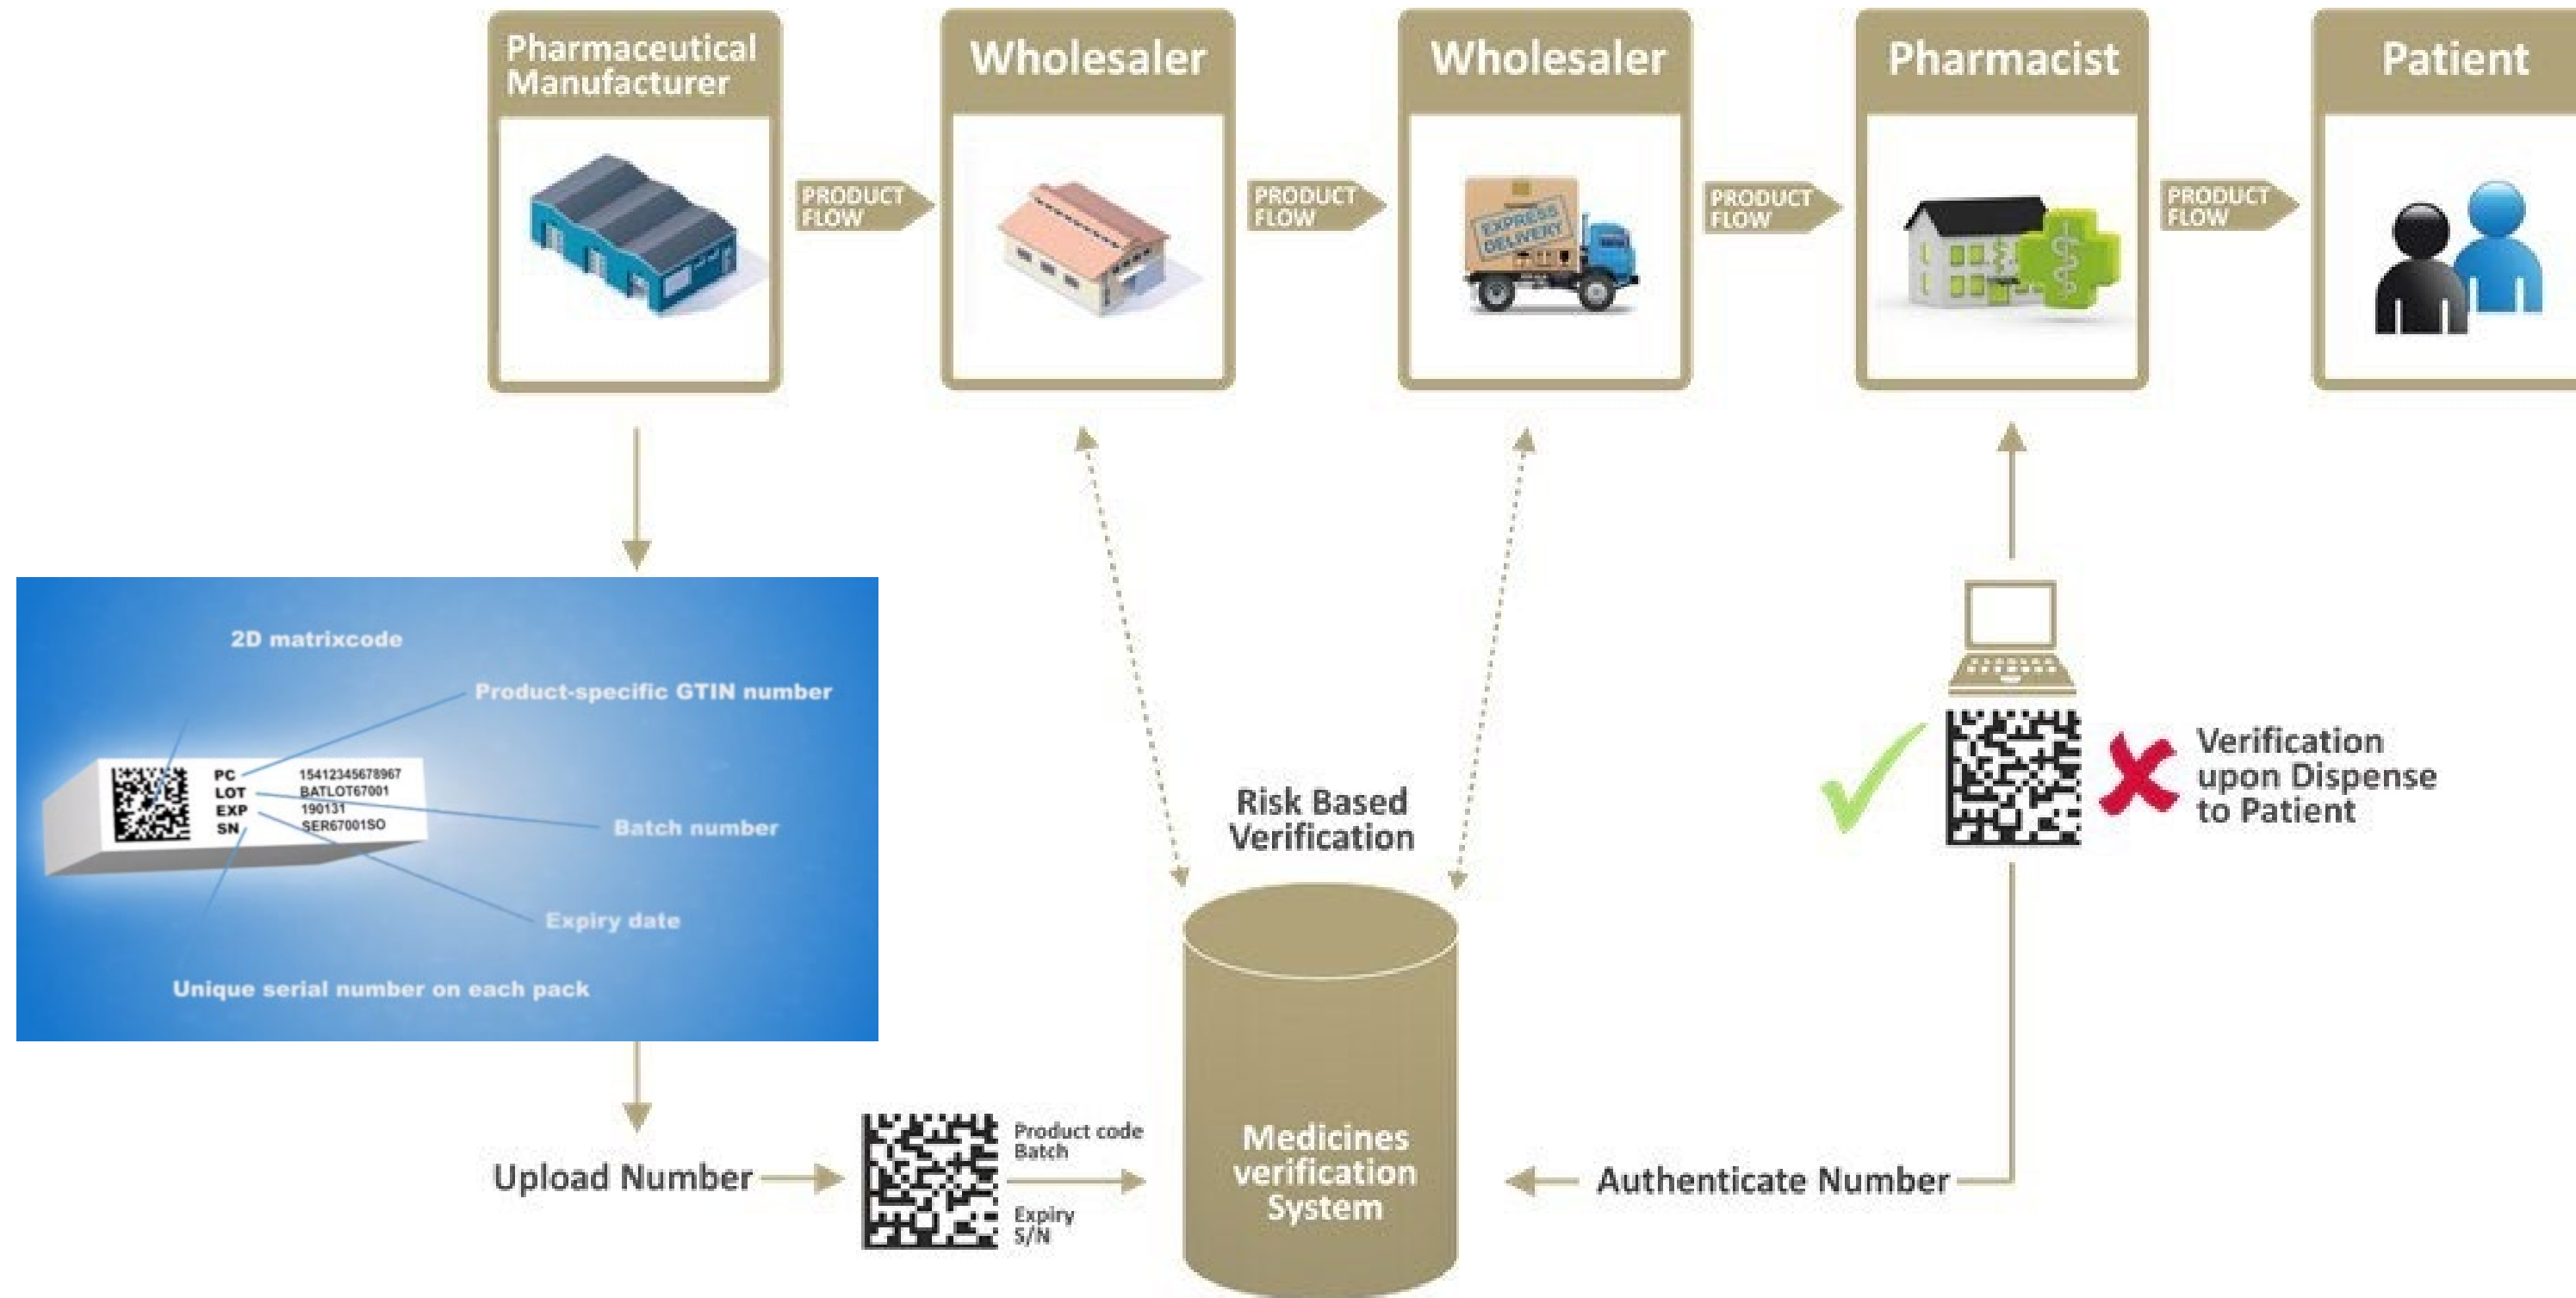 Pharmaceutical
Manufacturer
Wholesaler
Wholesaler
Pharmacist
Patient
PRODUCT
FLOW
PRODUCT
FLOW
EXPRESS
DELIVERY
PRODUCT
FLOW
PRODUCT
FLOW
2D matrixcode
Product-specific GTIN number
PC 15412345678967
LOT BATLOT67001
EXP 190131
SN SER67001SO
Batch number
Expiry date
Unique serial number on each pack
Risk Based
Verification
Verification
upon Dispense
to Patient
Upload Number
Product code
Batch
Expiry
S/N
Medicines
verification
System
Authenticate Number